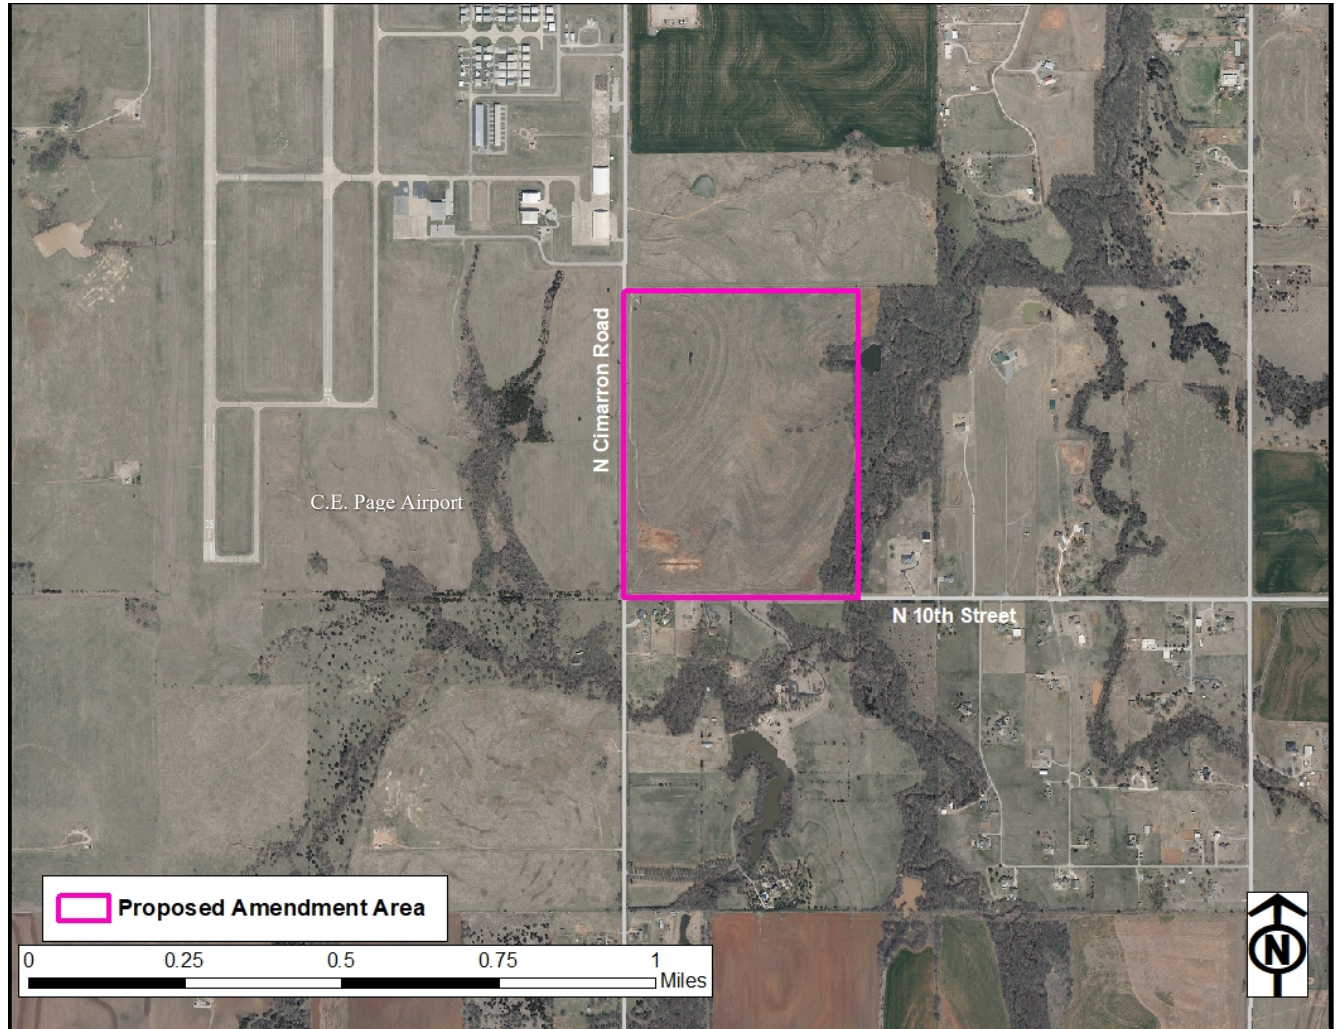 N Cimarron Road
C.E. Page Airport
N 10th Street
Proposed Amendment Area
0 0.25 0.5 0.75 1
Miles
N